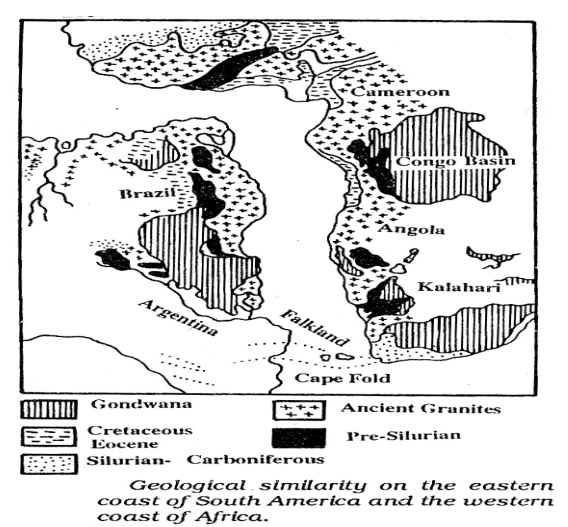 Cameroon
Congo Basin
Brazil
Angola
Kalahari
Argentina
Falkland
Cape Fold
Gondwana
Ancient Granites
Cretaceous
Eocene
Pre-Silurian
Silurian- Carboniferous
Geological similarity on the eastern
coast of South America and the western
coast of Africa.